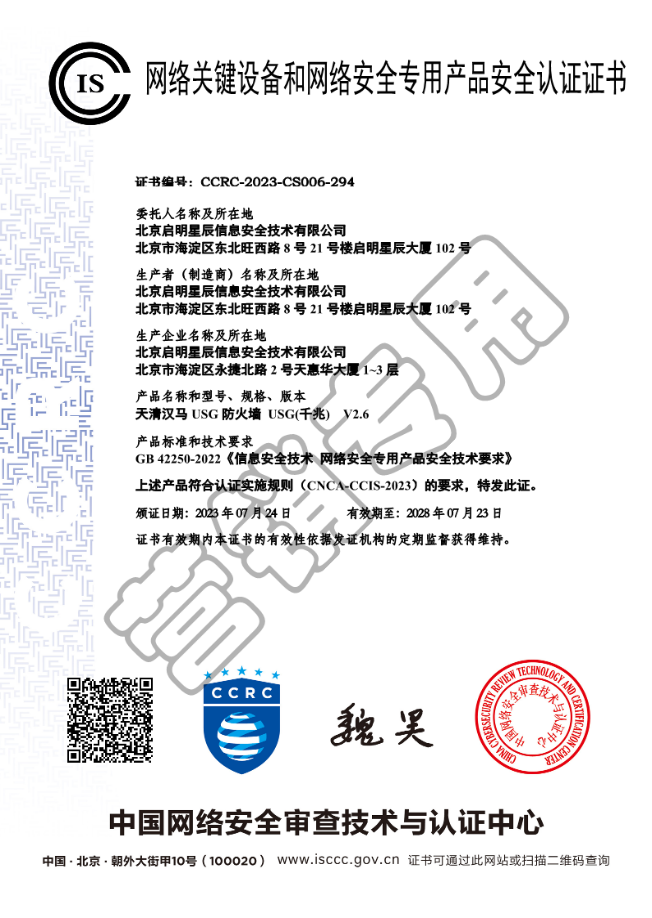 IS
网络关键设备和网络安全专用产品安全认证证书
证书编号：CCRC-2023-CS006-294
委托人名称及所在地
北京启明星辰信息安全技术有限公司
北京市海淀区东北旺西路 8 号 21 号楼启明星辰大厦 102 号
生产者（制造商）名称及所在地
北京启明星辰信息安全技术有限公司
北京市海淀区东北旺西路 8 号 21 号楼启明星辰大厦 102 号
生产企业名称及所在地
北京启明星辰信息安全技术有限公司
北京市海淀区永捷北路 2 号天惠华大厦 1~3 层
产品名称和型号、规格、版本
天清汉马 USG 防火墙 USG(千兆) V2.6
产品标准和技术要求
GB 42250-2022《信息安全技术 网络安全专用产品安全技术要求》
上述产品符合认证实施规则（CNCA-CCIS-2023）的要求，特发此证。
颁证日期：2023 年 07 月 24 日 有效期至：2028 年 07 月 23 日
证书有效期内本证书的有效性依据发证机构的定期监督获得维持。
营销专用
CCRC
魏昊
CHINA CYBERSECURITY REVIEW TECHNOLOGY AND CERTIFICATION CENTER
中国网络安全审查技术与认证中心
中国网络安全审查技术与认证中心
中国·北京·朝外大街甲10号（100020） www.isccc.gov.cn 证书可通过此网站或扫描二维码查询